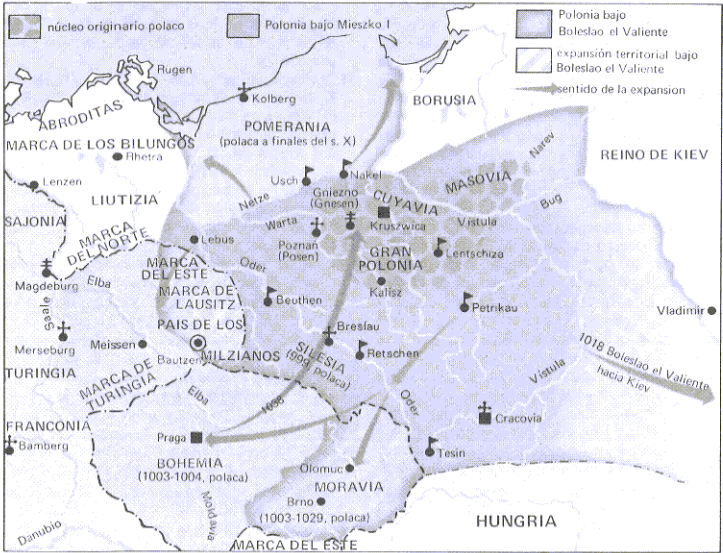 núcleo originario polaco
Polonia bajo Mieszko I
Polonia bajo
Boleslao el Valiente
expansión territorial bajo
Boleslao el Valiente
sentido de la expansion
Rugen
Kolberg
ABRODITAS
BORUSIA
POMERANIA
(polaca a finales del s. X)
MARCA DE LOS BILUNGOS
Rhetra
REINO DE KIEV
Narev
Lenzen
LIUTIZIA
Usch
Nakel
MASOVIA
Gniezno
(Gnesen)
CUYAVIA
Netze
Bug
SAJONIA
MARCA
DEL NORTE
Warta
Kruszwica
Vistula
Lebus
Poznań
(Posen)
GRAN
POLONIA
Lentschiza
MARCA
DEL ESTE
Oder
Magdeburg
Elba
MARCA DE
LAUSITZ
Kalisz
Saale
Beuthen
Petrikau
Vladimir
PAIS DE LOS
MILZIANOS
Breslau
Merseburg
Meissen
Bautzen
SILESIA
(999, polaca)
Retschen
1018 Boleslao el Valiente
hacia Kiev
TURINGIA
MARCA DE
TURINGIA
Vistula
Elba
1038
Oder
FRANCONIA
Cracovia
Bamberg
Praga
BOHEMIA
(1003-1004, polaca)
Olomuc
Tesin
MORAVIA
Moldavia
Brno
(1003-1029, polaca)
HUNGRIA
Danubio
MARCA DEL ESTE